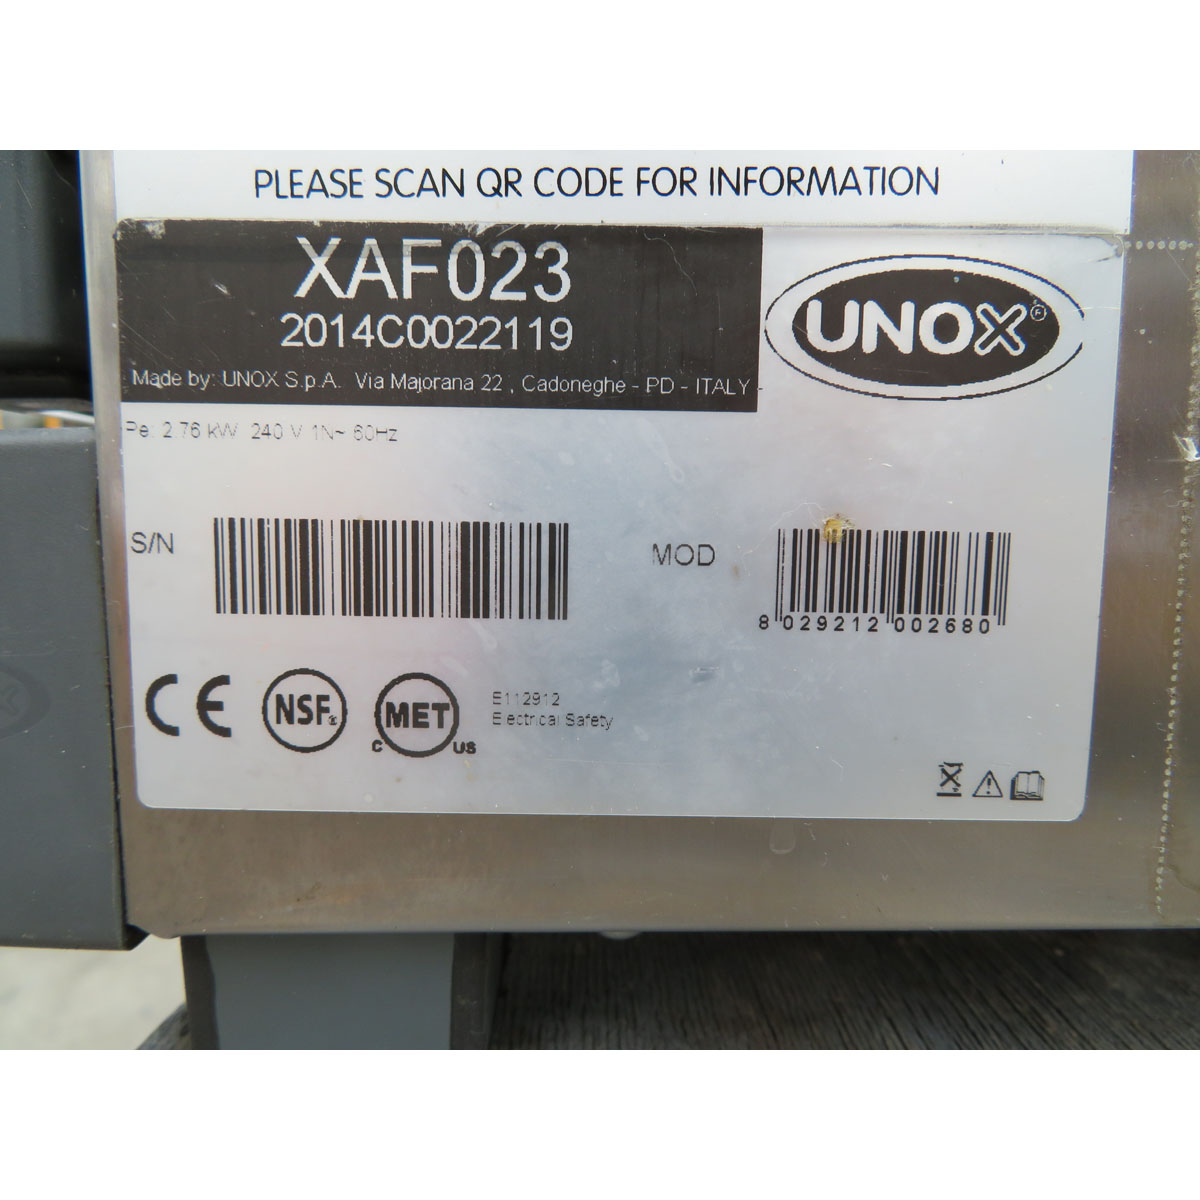 PLEASE SCAN QR CODE FOR INFORMATION
XAF023
2014C0022119
Made by: UNOX S.p.A. Via Majorana 22 , Cadoneghe - PD - ITALY -
UNOX®
Pe: 2.76 kW 240 V 1N~ 60Hz
S/N
MOD
8 029212 002680
CE
NSF®
MET
C US
E112912
Electrical Safety